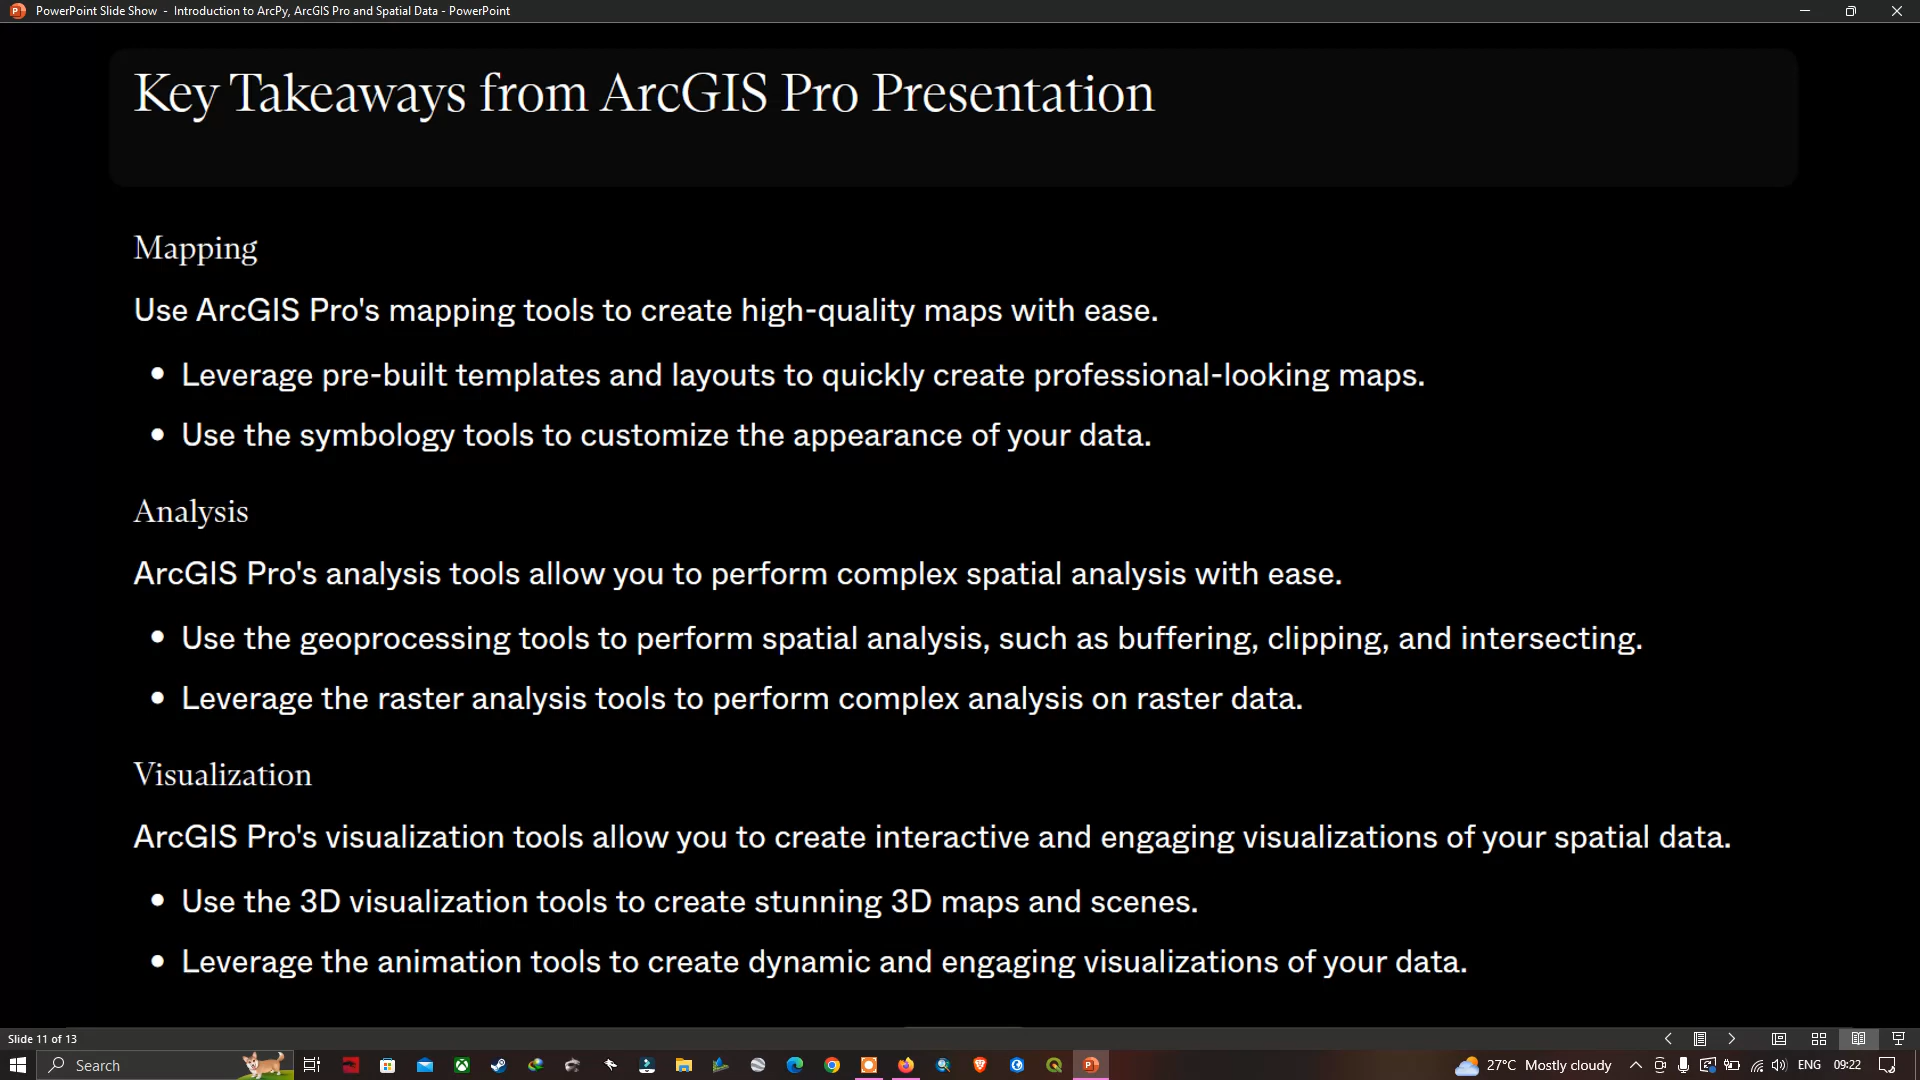 PowerPoint Slide Show - Introduction to ArcPy, ArcGIS Pro and Spatial Data - PowerPoint
Key Takeaways from ArcGIS Pro Presentation
Mapping
Use ArcGIS Pro's mapping tools to create high-quality maps with ease.
• Leverage pre-built templates and layouts to quickly create professional-looking maps.
• Use the symbology tools to customize the appearance of your data.
Analysis
ArcGIS Pro's analysis tools allow you to perform complex spatial analysis with ease.
• Use the geoprocessing tools to perform spatial analysis, such as buffering, clipping, and intersecting.
• Leverage the raster analysis tools to perform complex analysis on raster data.
Visualization
ArcGIS Pro's visualization tools allow you to create interactive and engaging visualizations of your spatial data.
• Use the 3D visualization tools to create stunning 3D maps and scenes.
• Leverage the animation tools to create dynamic and engaging visualizations of your data.
Slide 11 of 13
Search
27°C Mostly cloudy
ENG
09:22